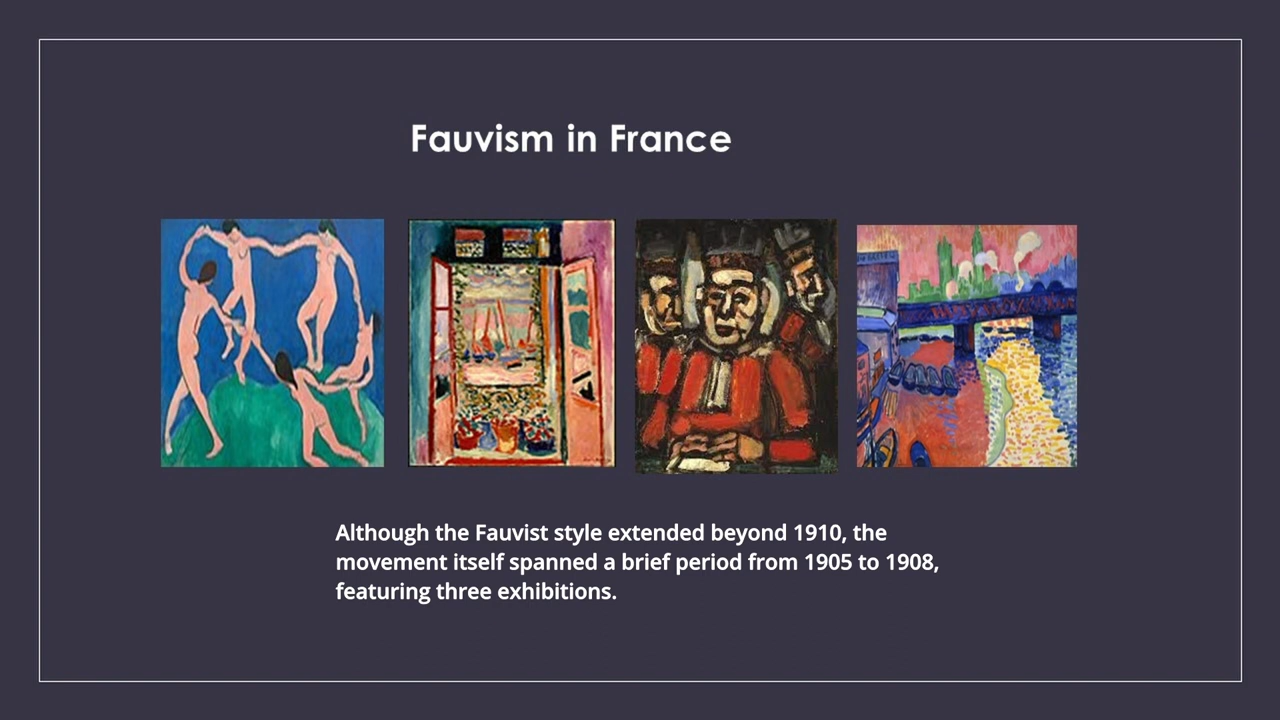 Fauvism in France
Although the Fauvist style extended beyond 1910, the
movement itself spanned a brief period from 1905 to 1908,
featuring three exhibitions.